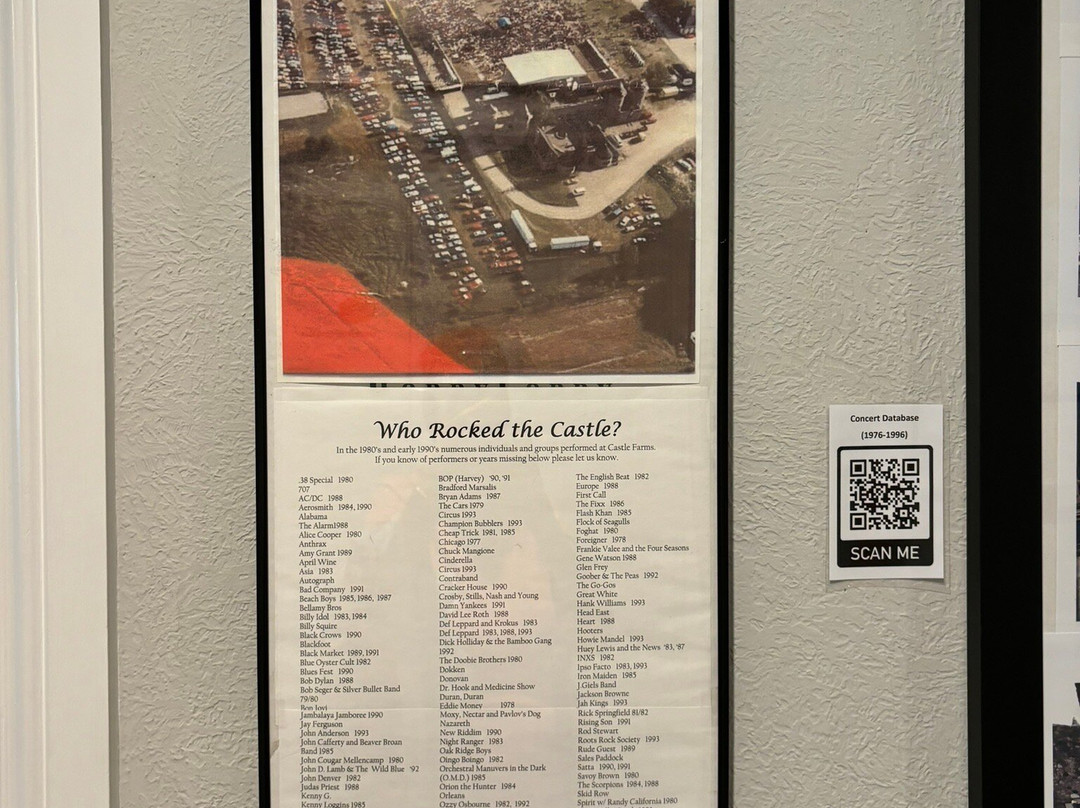 Who Rocked the Castle?
In the 1980's and early 1990's numerous individuals and groups performed at Castle Farms.
If you know of performers or years missing below please let us know.
.38 Special 1980
707
AC/DC 1988
Aerosmith 1984, 1990
Alabama
The Alarm1988
Alice Cooper 1980
Anthrax
Amy Grant 1989
April Wine
Asia 1983
Autograph
Bad Company 1991
Beach Boys 1985, 1986, 1987
Bellamy Bros
Billy Idol 1983, 1984
Billy Squire
Black Crows 1990
Blackfoot
Black Market 1989, 1991
Blue Oyster Cult 1982
Blues Fest 1990
Bob Dylan 1988
Bob Seger & Silver Bullet Band
79/80
Bon Jovi
Jambalaya Jamboree 1990
Jay Ferguson
John Anderson 1993
John Cafferty and Beaver Broan
Band 1985
John Cougar Mellencamp 1980
John D. Lamb & The Wild Blue '92
John Denver 1982
Judas Priest 1988
Kenny G.
Kenny Loggins 1985
BOP (Harvey) '90, '91
Bradford Marsalis
Bryan Adams 1987
The Cars 1979
Circus 1993
Champion Bubblers 1993
Cheap Trick 1981, 1985
Chicago 1977
Chuck Mangione
Cinderella
Circus 1993
Contraband
Cracker House 1990
Crosby, Stills, Nash and Young
Damn Yankees 1991
David Lee Roth 1988
Def Leppard and Krokus 1983
Def Leppard 1983, 1988, 1993
Dick Holliday & the Bamboo Gang
1992
The Doobie Brothers 1980
Dokken
Donovan
Dr. Hook and Medicine Show
Duran, Duran
Eddie Money 1978
Moxy, Nectar and Pavlov's Dog
Nazareth
New Riddim 1990
Night Ranger 1983
Oak Ridge Boys
Oingo Boingo 1982
Orchestral Manuvers in the Dark
(O.M.D.) 1985
Orion the Hunter 1984
Orleans
Ozzy Osbourne 1982, 1992
The English Beat 1982
Europe 1988
First Call
The Fixx 1986
Flash Khan 1985
Flock of Seagulls
Foghat 1980
Foreigner 1978
Frankie Valee and the Four Seasons
Gene Watson 1988
Glen Frey
Goober & The Peas 1992
The Go-Gos
Great White
Hank Williams 1993
Head East
Heart 1988
Hooters
Howie Mandel 1993
Huey Lewis and the News '83, '87
INXS 1982
Ipso Facto 1983, 1993
Iron Maiden 1985
J.Giels Band
Jackson Browne
Jah Kings 1993
Rick Springfield 81/82
Rising Son 1991
Rod Stewart
Roots Rock Society 1993
Rude Guest 1989
Sales Paddock
Satta 1990, 1991
Savoy Brown 1980
The Scorpions 1984, 1988
Skid Row
Spirit w/ Randy California 1980
Concert Database
(1976-1996)
SCAN ME